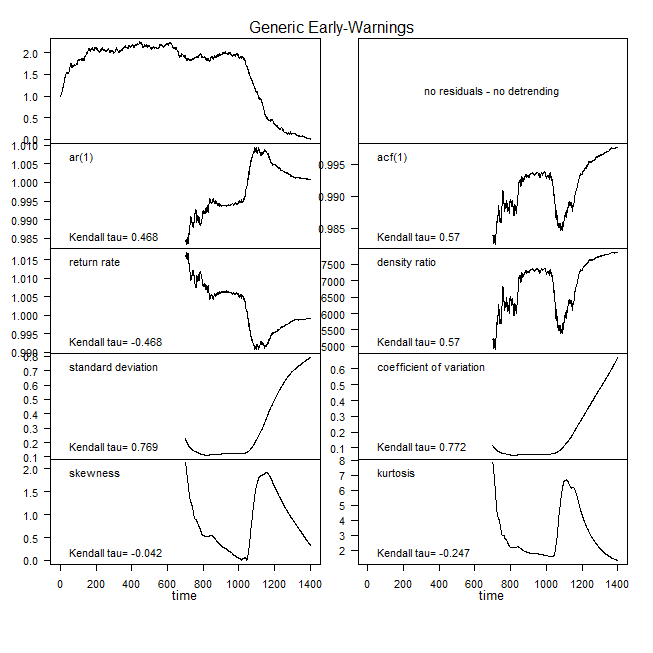 Generic Early-Warnings
2.0
1.5
1.0
0.5
0.0
no residuals - no detrending
1.010
1.005
1.000
0.995
0.990
0.985
ar(1)
Kendall tau= 0.468
0.995
0.990
0.985
acf(1)
Kendall tau= 0.57
1.015
1.010
1.005
1.000
0.995
0.990
return rate
Kendall tau= -0.468
7500
7000
6500
6000
5500
5000
density ratio
Kendall tau= 0.57
0.8
0.7
0.6
0.5
0.4
0.3
0.2
0.1
standard deviation
Kendall tau= 0.769
0.6
0.5
0.4
0.3
0.2
0.1
coefficient of variation
Kendall tau= 0.772
2.0
1.5
1.0
0.5
0.0
skewness
Kendall tau= -0.042
8
7
6
5
4
3
2
kurtosis
Kendall tau= -0.247
0 200 400 600 800 1000 1200 1400
time
0 200 400 600 800 1000 1200 1400
time